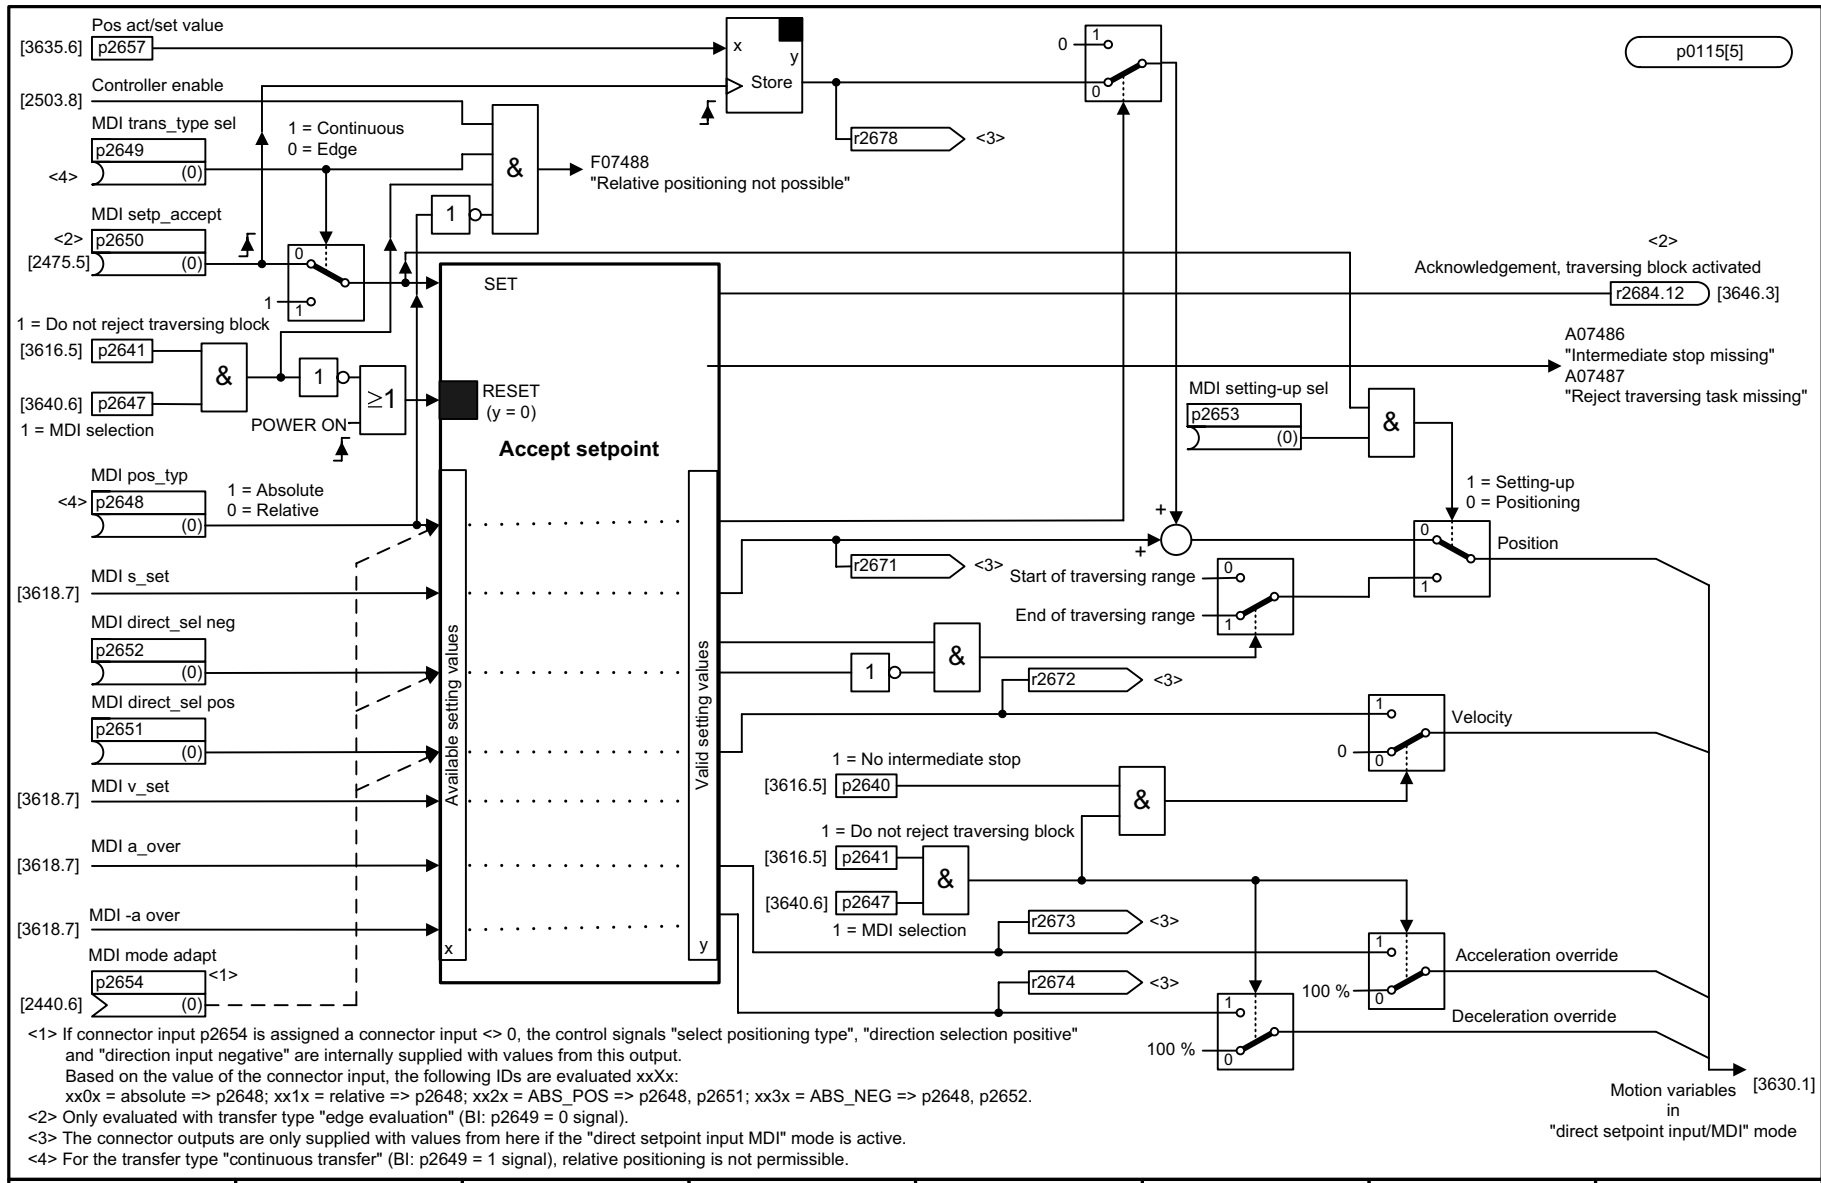 Pos act/set value
[3635.6] p2657
x
y
Store
0
1
0
p0115[5]
Controller enable
[2503.8]
MDI trans_type sel
p2649
<4> (0)
1 = Continuous
0 = Edge
&
F07488
"Relative positioning not possible"
r2678 <3>
1
MDI setp_accept
<2> p2650
[2475.5] (0)
0
1
1
SET
<2>
Acknowledgement, traversing block activated
r2684.12 [3646.3]
1 = Do not reject traversing block
[3616.5] p2641
&
1
≥1
[3640.6] p2647
1 = MDI selection
POWER ON
RESET
(y = 0)
Accept setpoint
A07486
"Intermediate stop missing"
A07487
"Reject traversing task missing"
MDI setting-up sel
p2653
(0)
&
1 = Setting-up
0 = Positioning
MDI pos_typ
<4> p2648
(0)
1 = Absolute
0 = Relative
+
+
0
1
Position
r2671 <3>
Start of traversing range
0
End of traversing range
1
MDI s_set
[3618.7]
MDI direct_sel neg
p2652
(0)
MDI direct_sel pos
p2651
(0)
MDI v_set
[3618.7]
MDI a_over
[3618.7]
MDI -a over
[3618.7]
MDI mode adapt
p2654 <1>
[2440.6] (0)
Available setting values
x
Valid setting values
y
1
&
r2672 <3>
1
0
0
Velocity
1 = No intermediate stop
[3616.5] p2640
&
1 = Do not reject traversing block
[3616.5] p2641
&
[3640.6] p2647
1 = MDI selection
r2673 <3>
1
100 %
0
Acceleration override
r2674 <3>
1
100 %
0
Deceleration override
Motion variables [3630.1]
in
"direct setpoint input/MDI" mode
<1> If connector input p2654 is assigned a connector input <> 0, the control signals "select positioning type", "direction selection positive"
and "direction input negative" are internally supplied with values from this output.
Based on the value of the connector input, the following IDs are evaluated xxXx:
xx0x = absolute => p2648; xx1x = relative => p2648; xx2x = ABS_POS => p2648, p2651; xx3x = ABS_NEG => p2648, p2652.
<2> Only evaluated with transfer type "edge evaluation" (BI: p2649 = 0 signal).
<3> The connector outputs are only supplied with values from here if the "direct setpoint input MDI" mode is active.
<4> For the transfer type "continuous transfer" (BI: p2649 = 1 signal), relative positioning is not permissible.